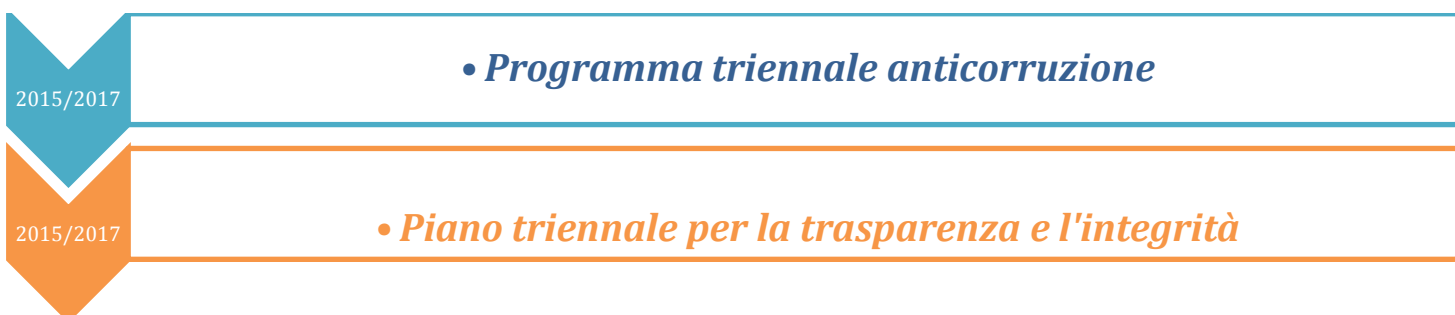 2015/2017
• Programma triennale anticorruzione
2015/2017
• Piano triennale per la trasparenza e l'integrità